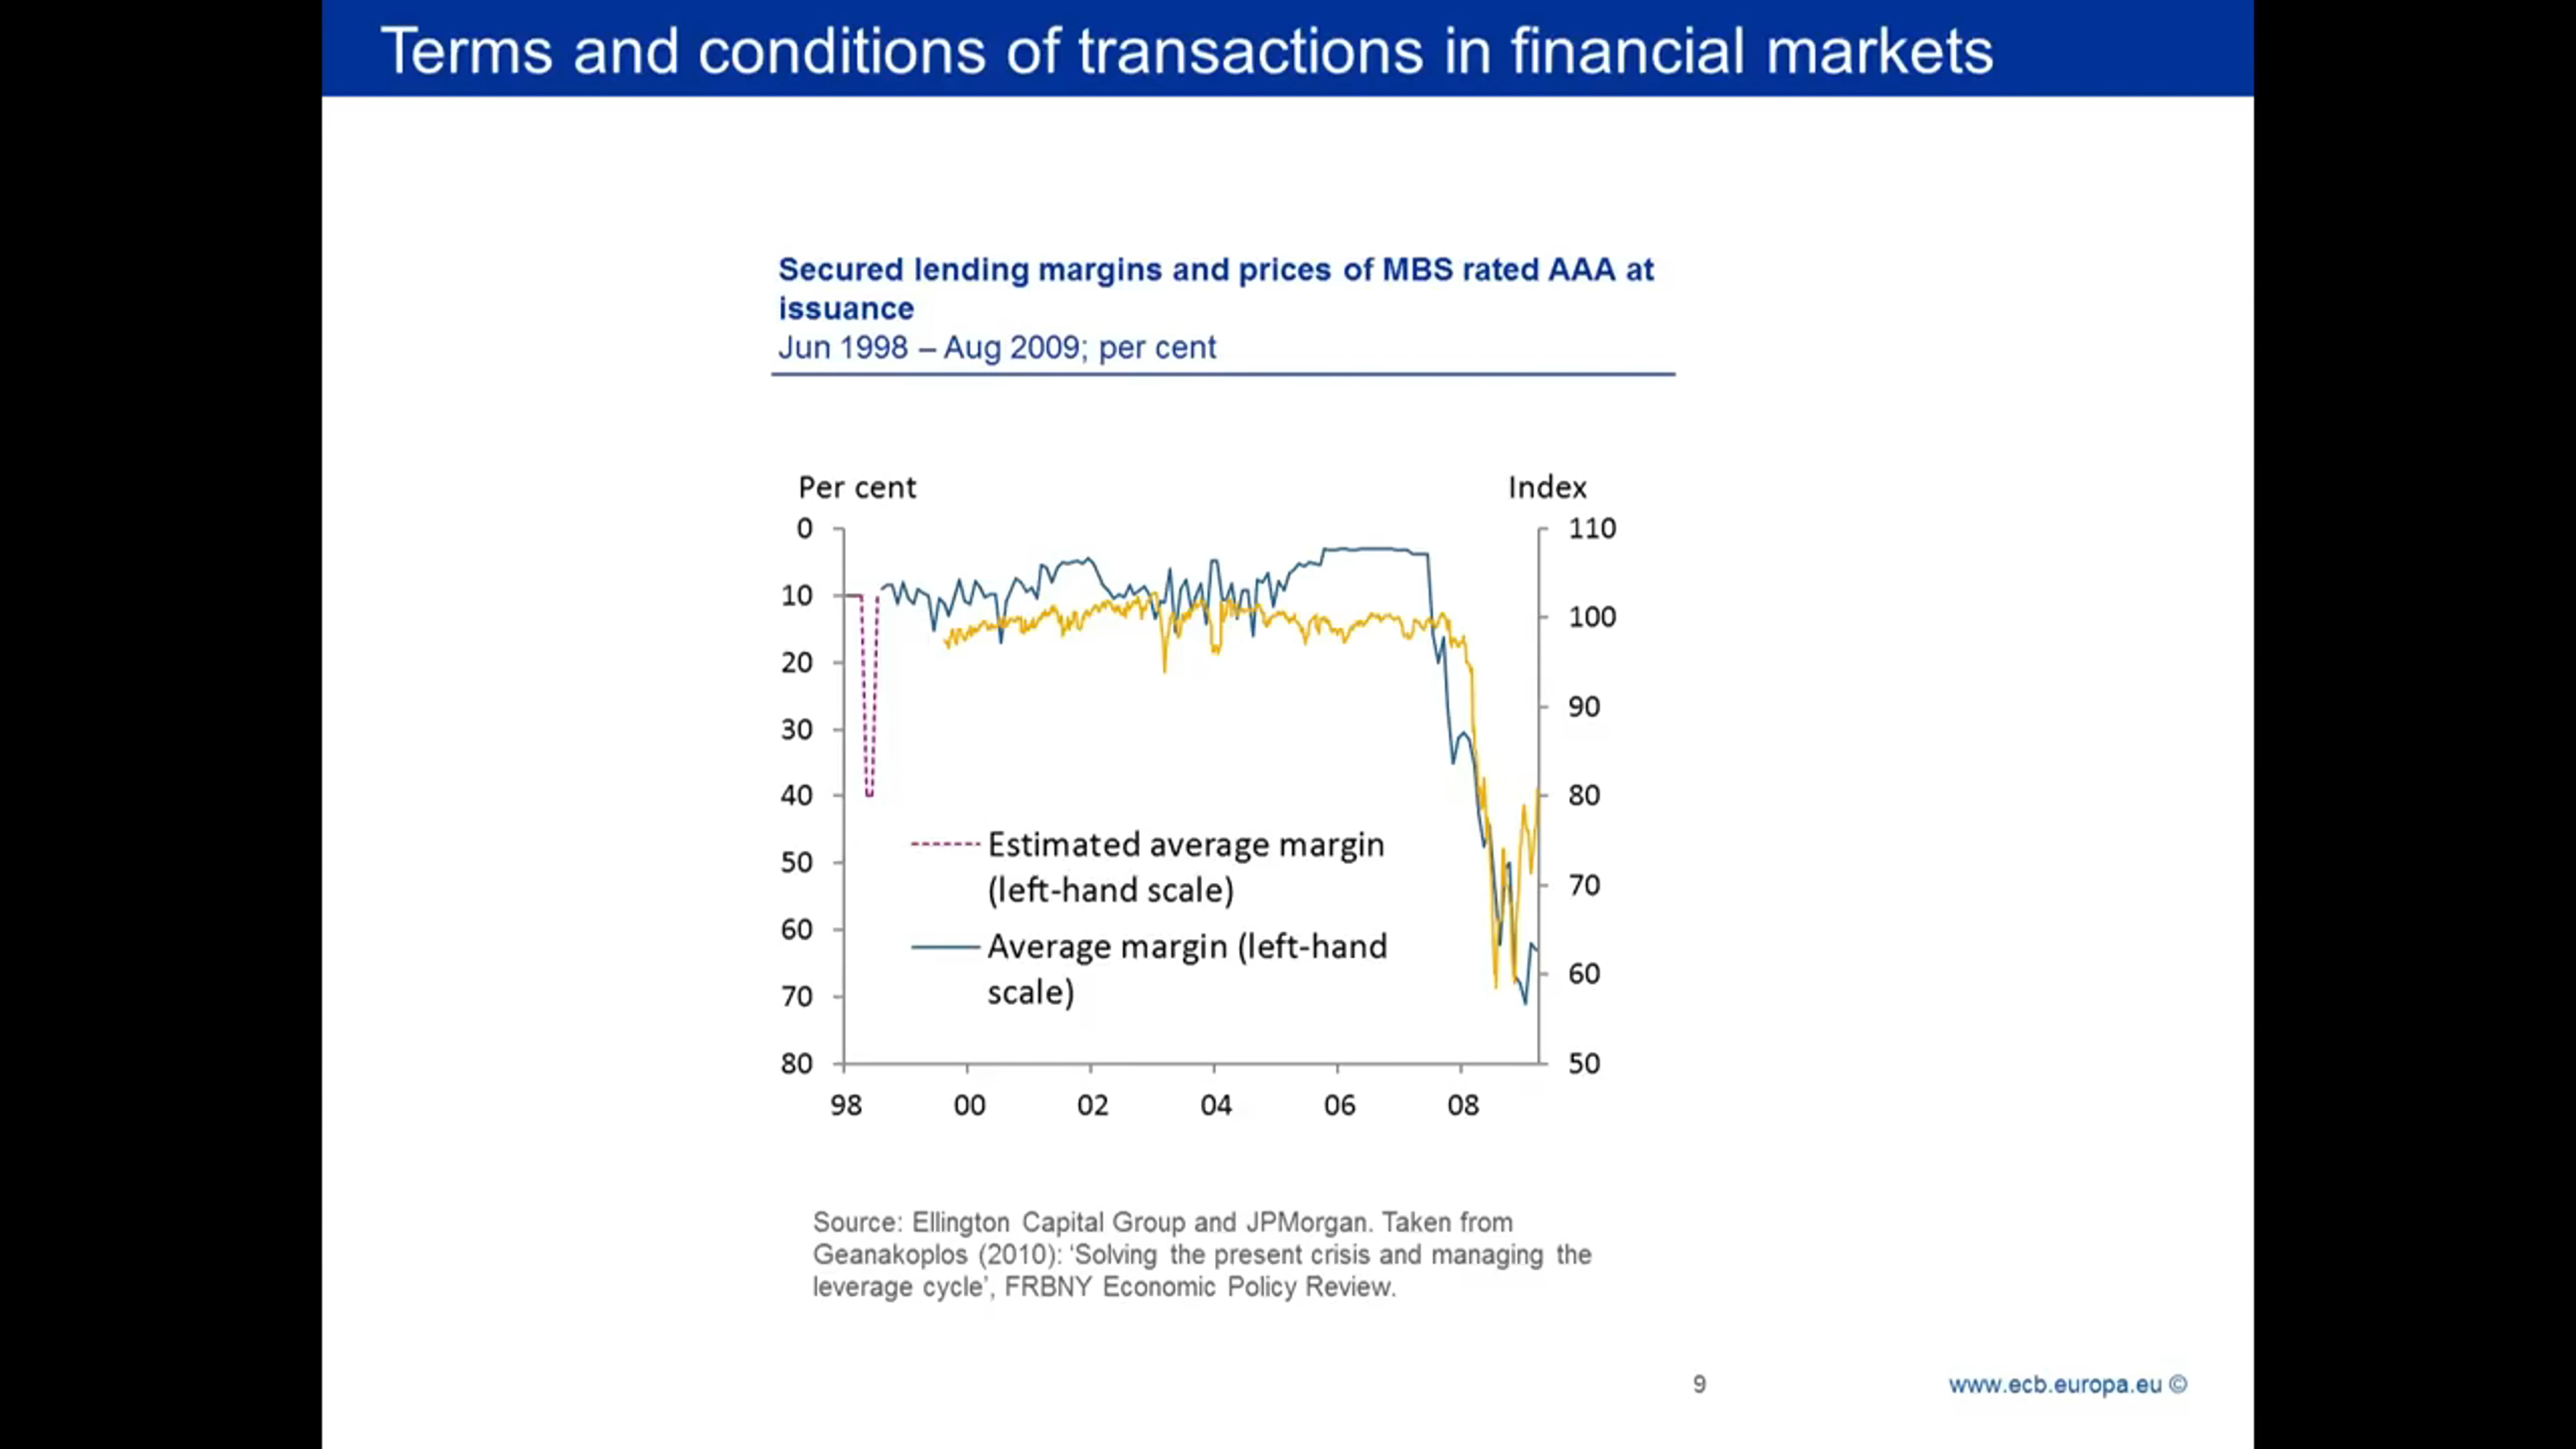 Terms and conditions of transactions in financial markets
Secured lending margins and prices of MBS rated AAA at
issuance
Jun 1998 – Aug 2009; per cent
Per cent
Index
0
10
20
30
40
50
60
70
80
110
100
90
80
70
60
50
Estimated average margin
(left-hand scale)
Average margin (left-hand
scale)
98 00 02 04 06 08
Source: Ellington Capital Group and JPMorgan. Taken from
Geanakoplos (2010): ‘Solving the present crisis and managing the
leverage cycle’, FRBNY Economic Policy Review.
9
www.ecb.europa.eu ©